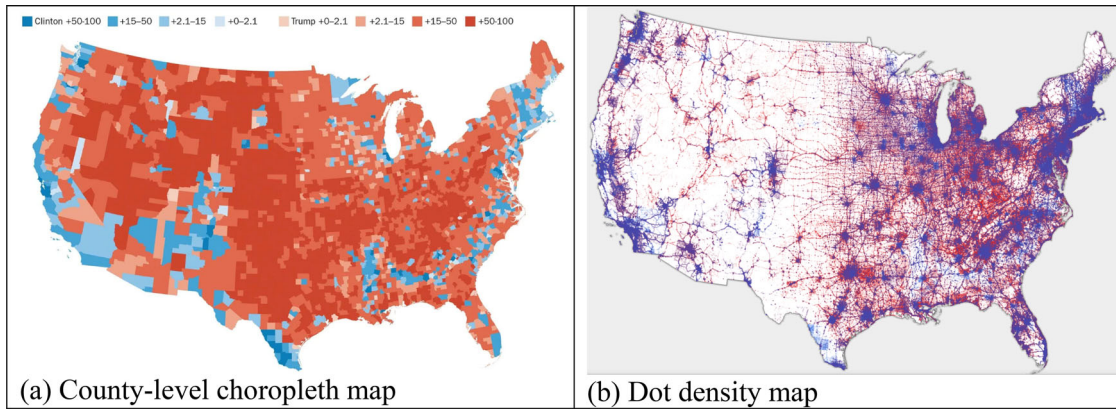 Clinton +50-100 +15–50 +2.1–15 +0–2.1 Trump +0–2.1 +2.1–15 +15–50 +50-100
(a) County-level choropleth map
(b) Dot density map